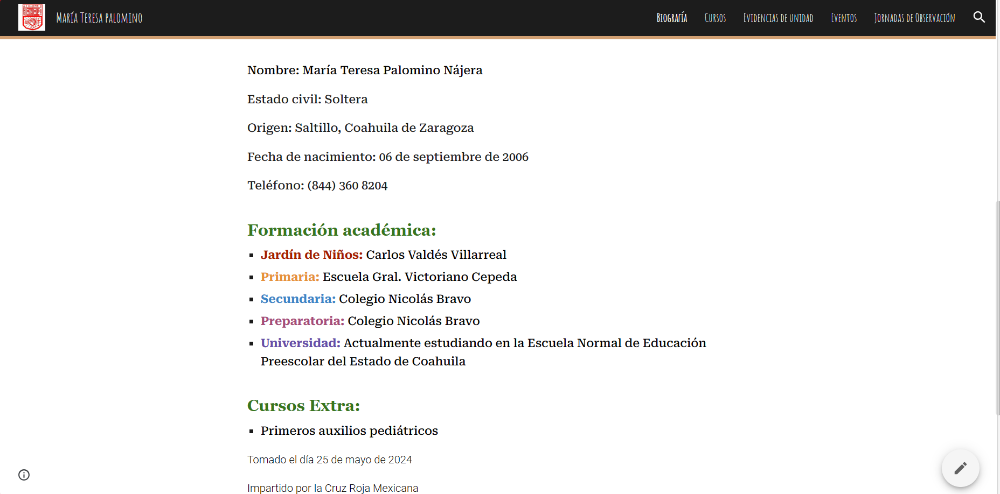 María Teresa palomino
Biografía Cursos Evidencias de unidad Eventos Jornadas de Observación
Nombre: María Teresa Palomino Nájera
Estado civil: Soltera
Origen: Saltillo, Coahuila de Zaragoza
Fecha de nacimiento: 06 de septiembre de 2006
Teléfono: (844) 360 8204
Formación académica:
Jardín de Niños: Carlos Valdés Villarreal
Primaria: Escuela Gral. Victoriano Cepeda
Secundaria: Colegio Nicolás Bravo
Preparatoria: Colegio Nicolás Bravo
Universidad: Actualmente estudiando en la Escuela Normal de Educación
Preescolar del Estado de Coahuila
Cursos Extra:
Primeros auxilios pediátricos
Tomado el día 25 de mayo de 2024
Impartido por la Cruz Roja Mexicana